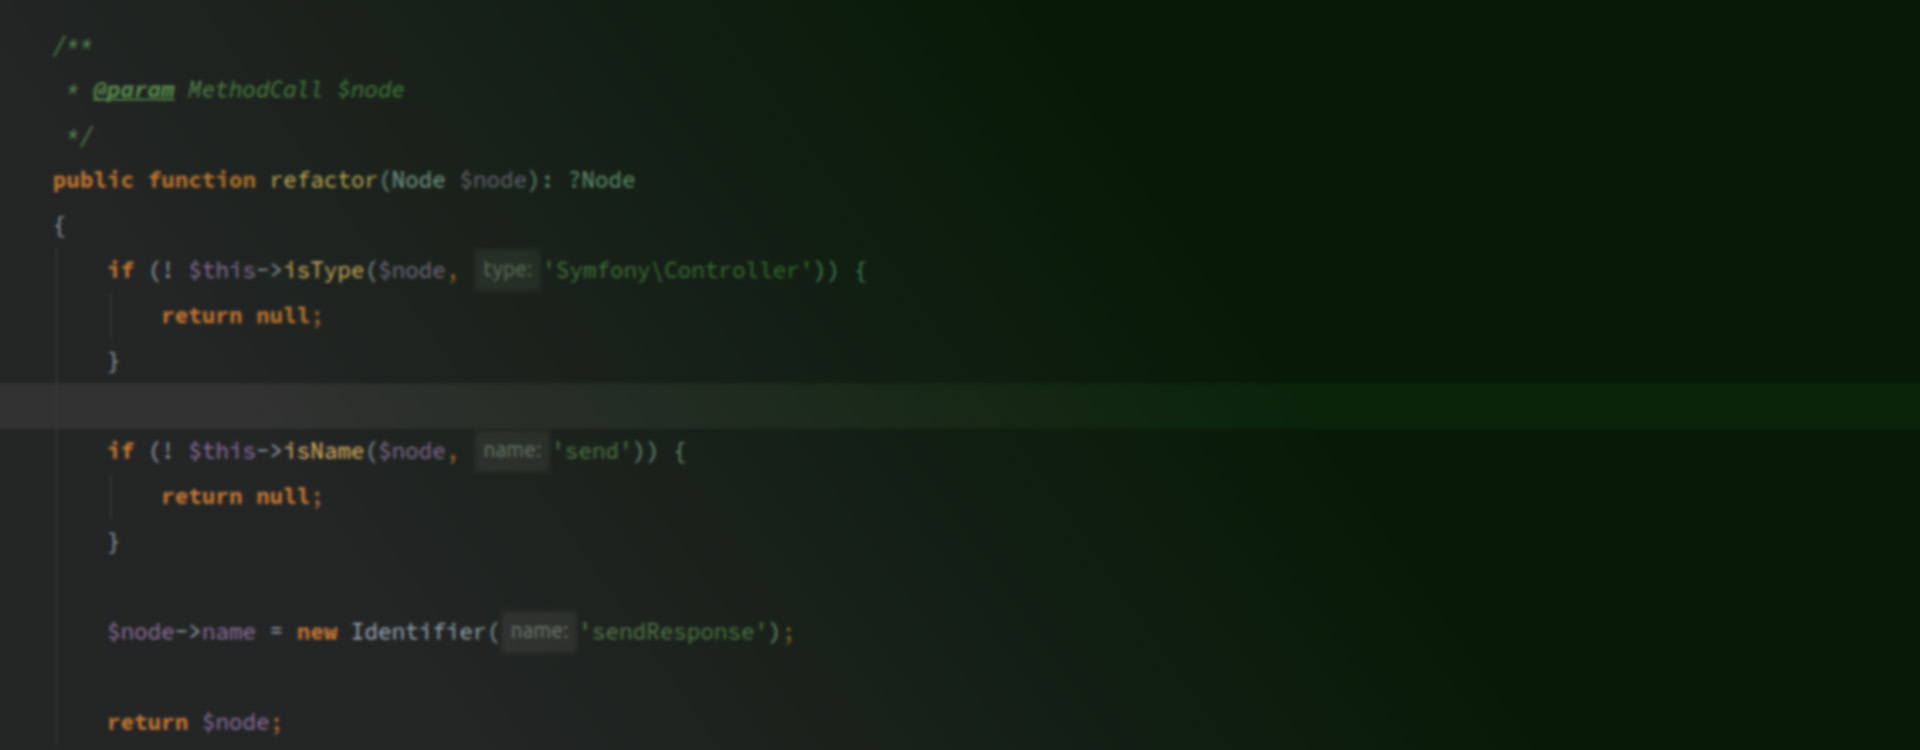 /**
 * @param MethodCall $node
 */
public function refactor(Node $node): ?Node
{
    if (! $this->isType($node, type: 'Symfony\Controller')) {
        return null;
    }
    if (! $this->isName($node, name: 'send')) {
        return null;
    }
    $node->name = new Identifier( name: 'sendResponse');
    return $node;